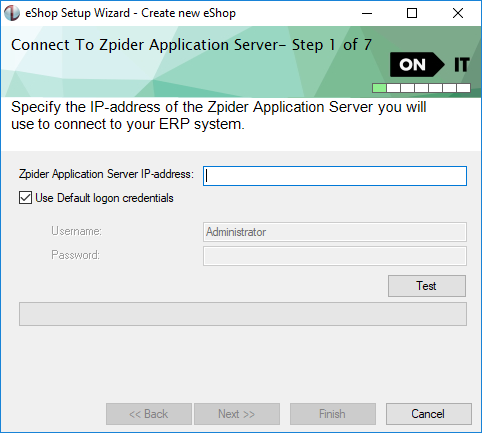 eShop Setup Wizard - Create new eShop
Connect To Zpider Application Server– Step 1 of 7
ON IT
Specify the IP-address of the Zpider Application Server you will
use to connect to your ERP system.
Zpider Application Server IP-address:
Use Default logon credentials
Username: Administrator
Password:
Test
<< Back Next >> Finish Cancel